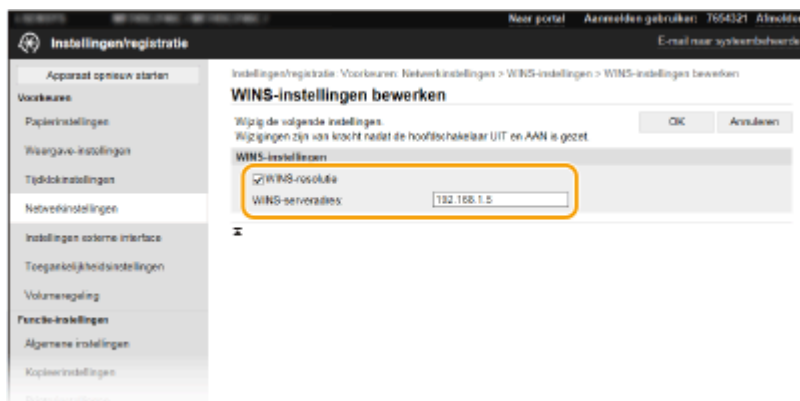 Naar portal Aanmelden gebruiker: 7654321 Afmelden
Instellingen/registratie
E-mail naar systeembeheerde
Apparaat opnieuw starten
Voorkeuren
Papierinstellingen
Weergave-instellingen
Tijdklokinstellingen
Netwerkinstellingen
Instellingen externe interface
Toegankelijkheidsinstellingen
Volumeregeling
Functie-instellingen
Algemene instellingen
Kopieerinstellingen
Instellingen/registratie: Voorkeuren: Netwerkinstellingen > WINS-instellingen > WINS-instellingen bewerken
WINS-instellingen bewerken
Wijzig de volgende instellingen.
Wijzigingen zijn van kracht nadat de hoofdschakelaar UIT en AAN is gezet.
OK
Annuleren
WINS-instellingen
WINS-resolutie
WINS-serveradres:
192.168.1.5